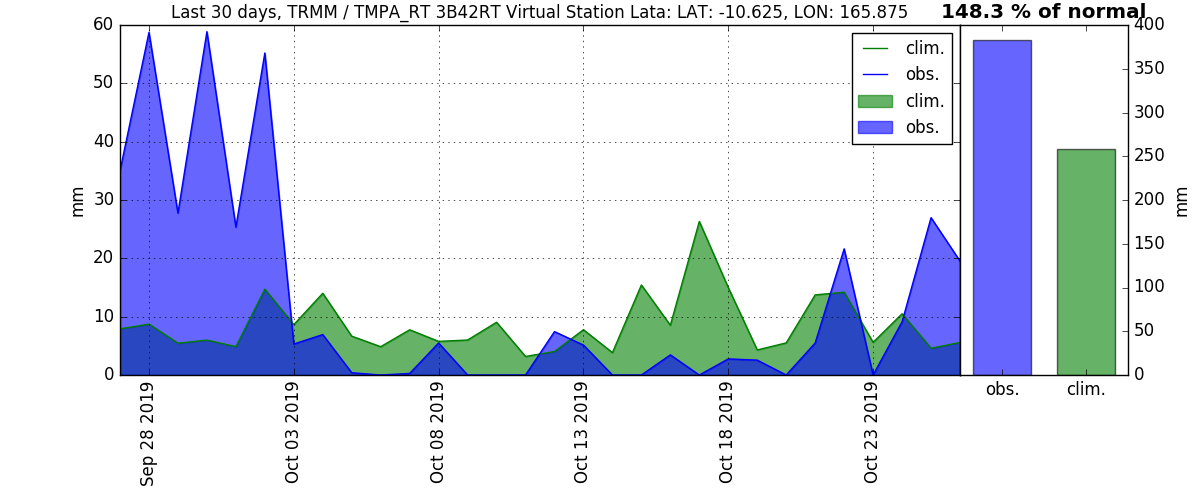 Last 30 days, TRMM / TMPA_RT 3B42RT Virtual Station Lata: LAT: -10.625, LON: 165.875
148.3 % of normal
60
50
40
30
20
10
0
mm
clim.
obs.
clim.
obs.
Sep 28 2019
Oct 03 2019
Oct 08 2019
Oct 13 2019
Oct 18 2019
Oct 23 2019
400
350
300
250
200
150
100
50
0
mm
obs.
clim.